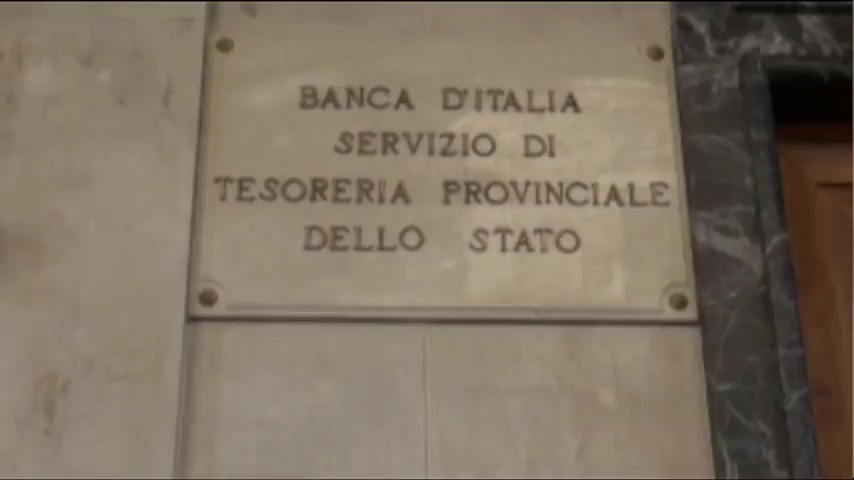 BANCA D'ITALIA
SERVIZIO DI
TESORERIA PROVINCIALE
DELLO STATO